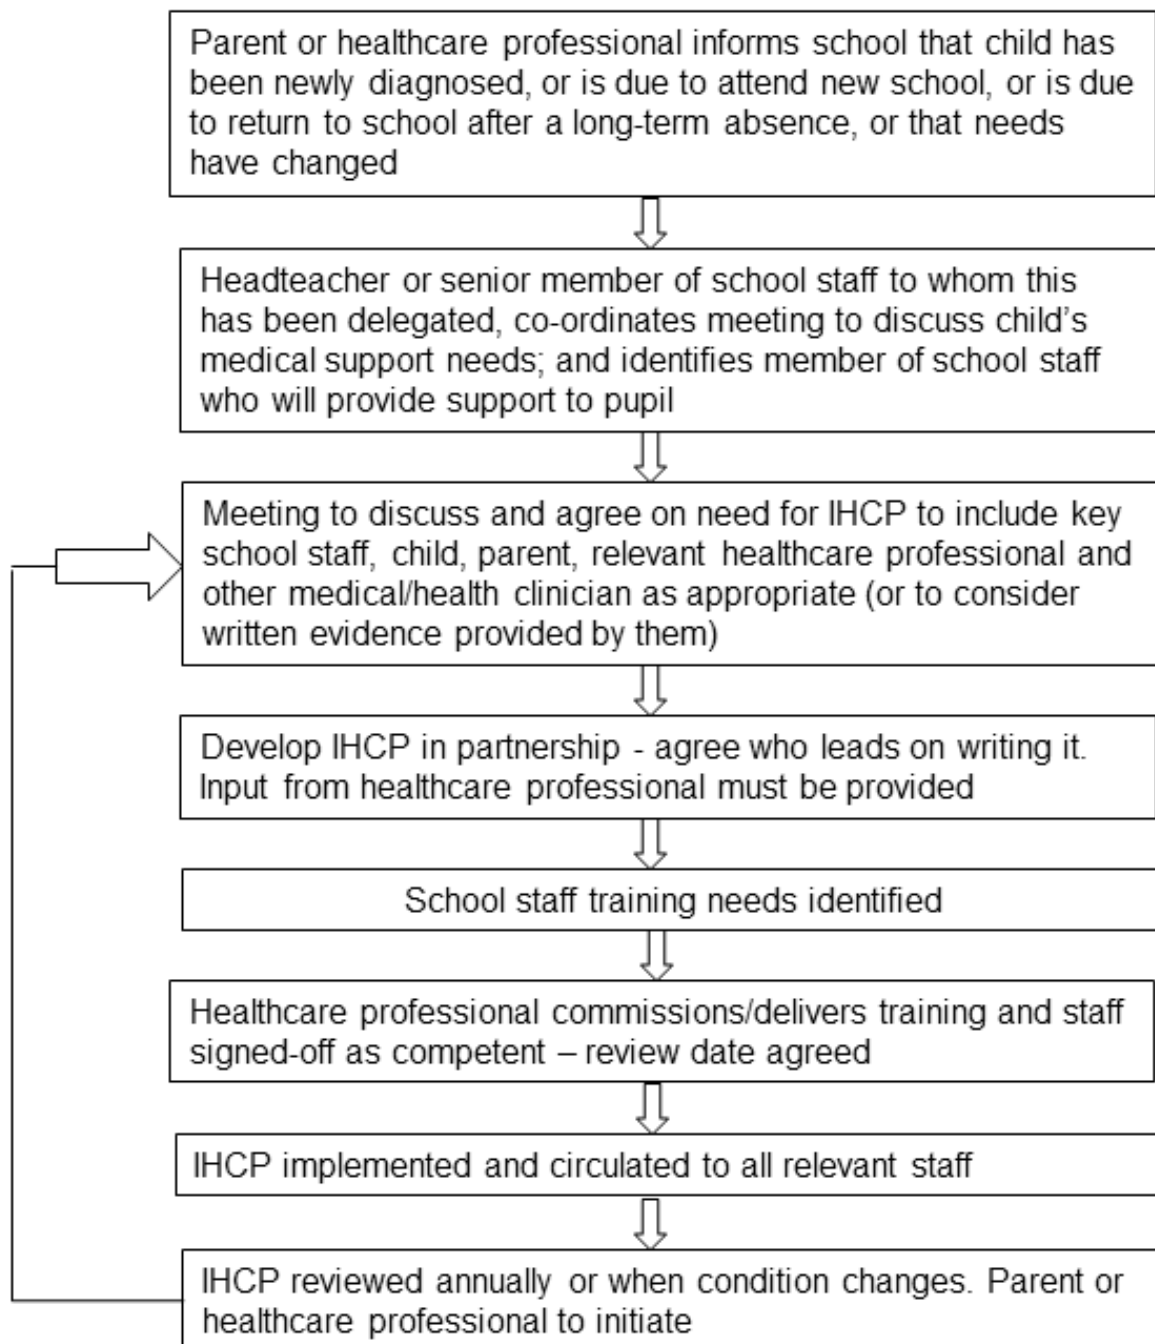 Parent or healthcare professional informs school that child has
been newly diagnosed, or is due to attend new school, or is due
to return to school after a long-term absence, or that needs
have changed
Headteacher or senior member of school staff to whom this
has been delegated, co-ordinates meeting to discuss child's
medical support needs; and identifies member of school staff
who will provide support to pupil
Meeting to discuss and agree on need for IHCP to include key
school staff, child, parent, relevant healthcare professional and
other medical/health clinician as appropriate (or to consider
written evidence provided by them)
Develop IHCP in partnership - agree who leads on writing it.
Input from healthcare professional must be provided
School staff training needs identified
Healthcare professional commissions/delivers training and staff
signed-off as competent – review date agreed
IHCP implemented and circulated to all relevant staff
IHCP reviewed annually or when condition changes. Parent or
healthcare professional to initiate